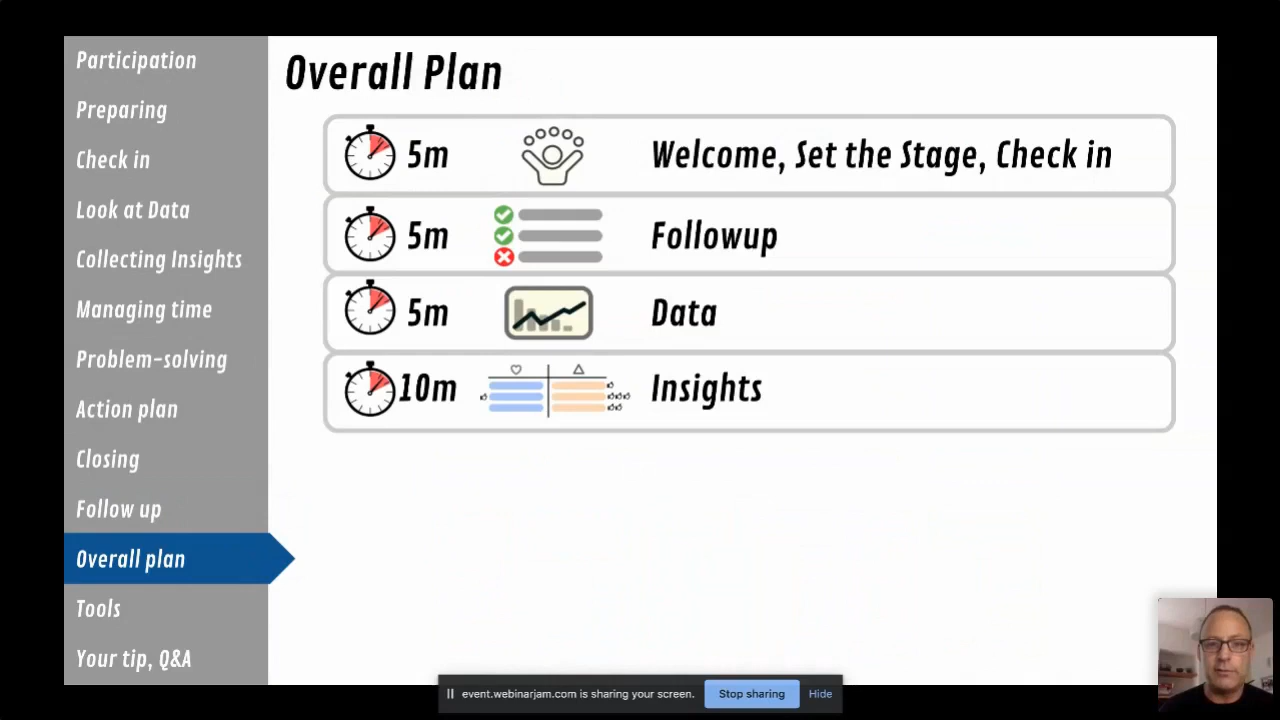 Participation
Preparing
Check in
Look at Data
Collecting Insights
Managing time
Problem-solving
Action plan
Closing
Follow up
Overall plan
Tools
Your tip, Q&A
Overall Plan
5m Welcome, Set the Stage, Check in
5m Followup
5m Data
10m Insights
event.webinarjam.com is sharing your screen. Stop sharing Hide